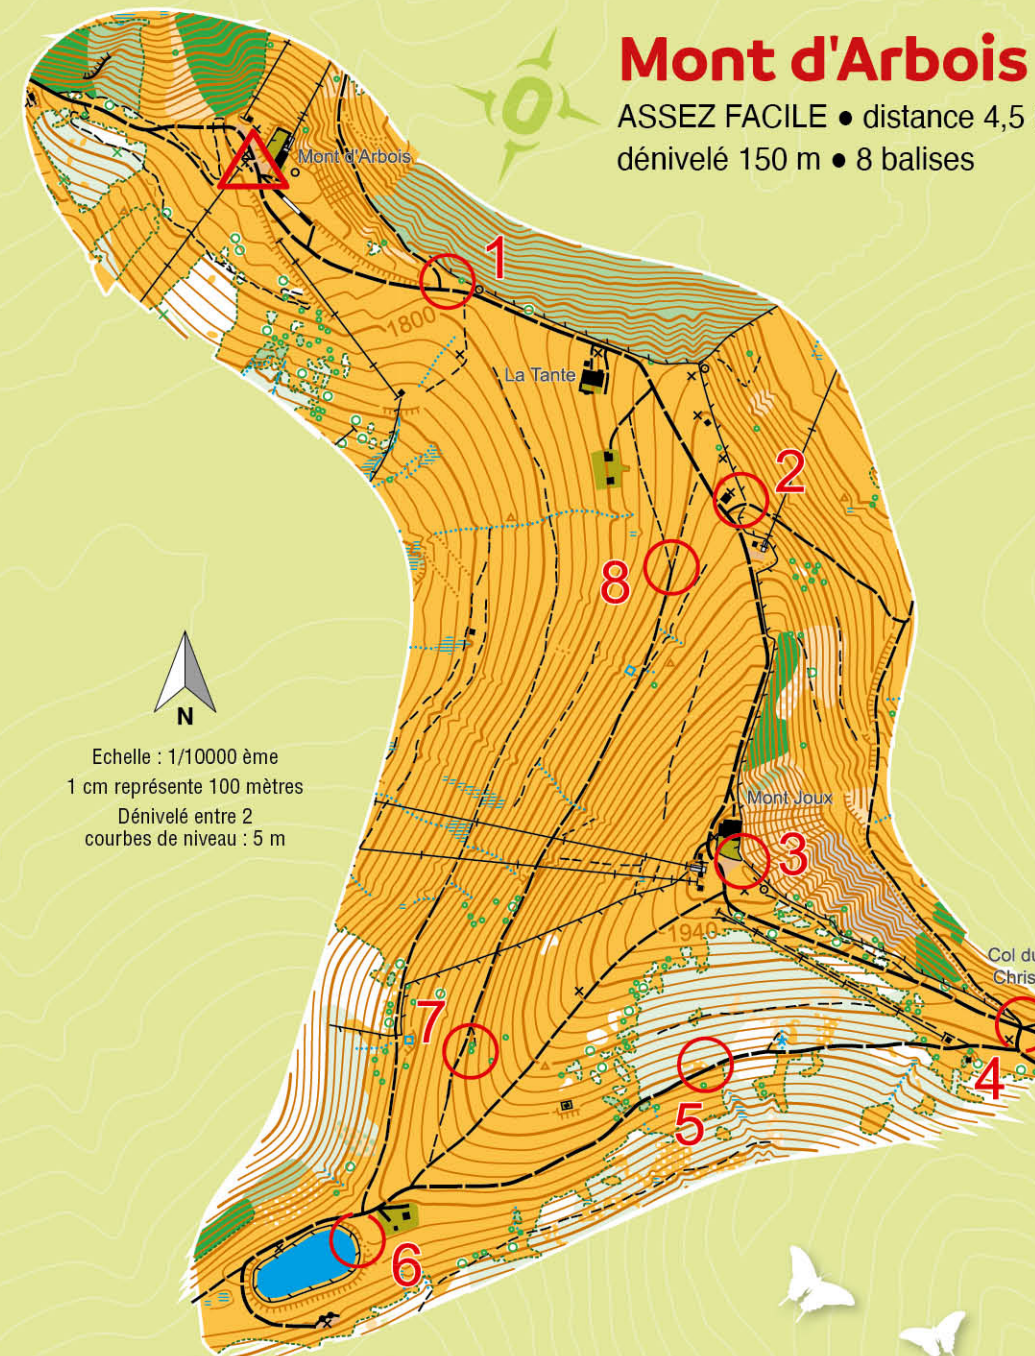 Mont d'Arbois
ASSEZ FACILE ● distance 4,5
dénivelé 150 m ● 8 balises
Mont d'Arbois
1
1800
La Tante
2
8
N
Echelle : 1/10000 ème
1 cm représente 100 mètres
Dénivelé entre 2
courbes de niveau : 5 m
Mont Joux
3
1940
Col du
Chris
7
4
5
6